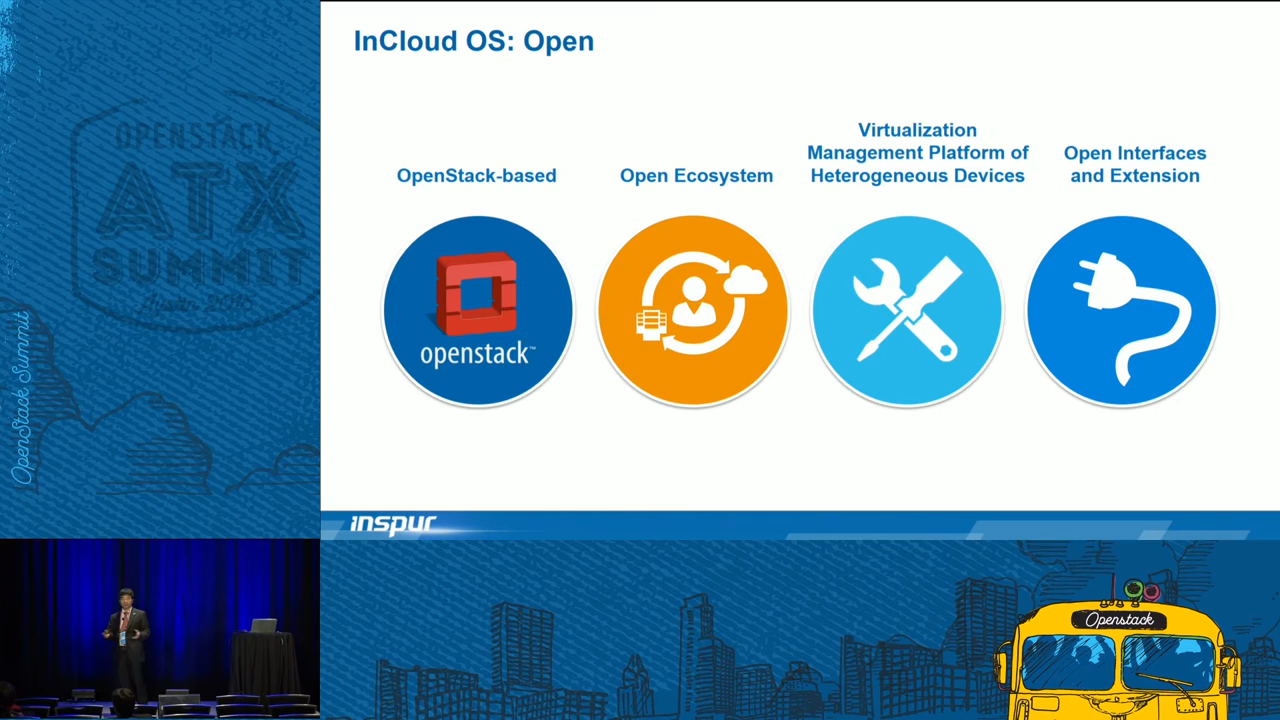 InCloud OS: Open
OpenStack-based
Open Ecosystem
Virtualization
Management Platform of
Heterogeneous Devices
Open Interfaces
and Extension
openstack™
inspur
OPENSTACK
ATX
SUMMIT
OpenStack Summit
Openstack